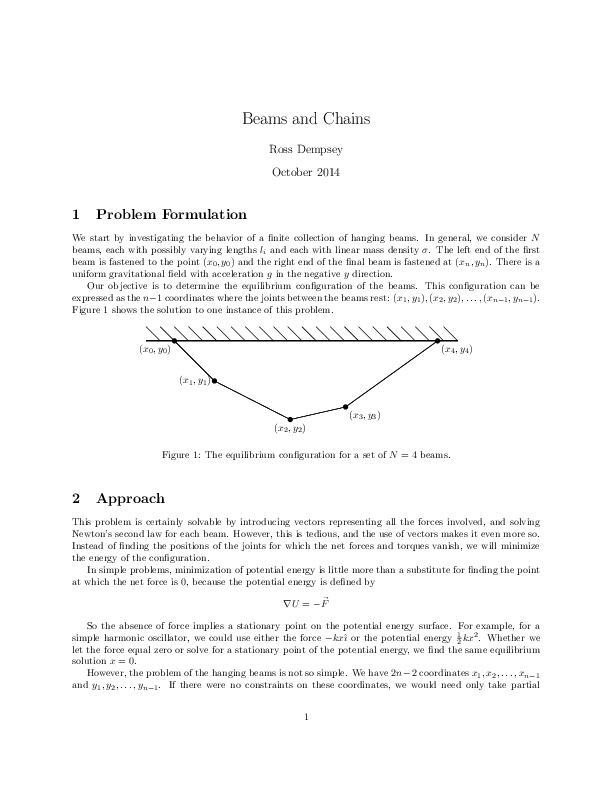 Beams and Chains
Ross Dempsey
October 2014
1 Problem Formulation
We start by investigating the behavior of a finite collection of hanging beams. In general, we consider N
beams, each with possibly varying lengths l_i and each with linear mass density σ. The left end of the first
beam is fastened to the point (x_0,y_0) and the right end of the final beam is fastened at (x_n, y_n). There is a
uniform gravitational field with acceleration g in the negative y direction.
Our objective is to determine the equilibrium configuration of the beams. This configuration can be
expressed as the n−1 coordinates where the joints between the beams rest: (x_1, y_1), (x_2, y_2), . . . , (x_{n−1}, y_{n−1}).
Figure 1 shows the solution to one instance of this problem.
(x_0, y_0)
(x_4, y_4)
(x_1, y_1)
(x_3, y_3)
(x_2, y_2)
Figure 1: The equilibrium configuration for a set of N = 4 beams.
2 Approach
This problem is certainly solvable by introducing vectors representing all the forces involved, and solving
Newton's second law for each beam. However, this is tedious, and the use of vectors makes it even more so.
Instead of finding the positions of the joints for which the net forces and torques vanish, we will minimize
the energy of the configuration.
In simple problems, minimization of potential energy is little more than a substitute for finding the point
at which the net force is 0, because the potential energy is defined by
∇U = −F⃗
So the absence of force implies a stationary point on the potential energy surface. For example, for a
simple harmonic oscillator, we could use either the force −kxî or the potential energy ½kx². Whether we
let the force equal zero or solve for a stationary point of the potential energy, we find the same equilibrium
solution x = 0.
However, the problem of the hanging beams is not so simple. We have 2n−2 coordinates x_1, x_2, . . . , x_{n−1}
and y_1, y_2, . . . , y_{n−1}. If there were no constraints on these coordinates, we would need only take partial
1